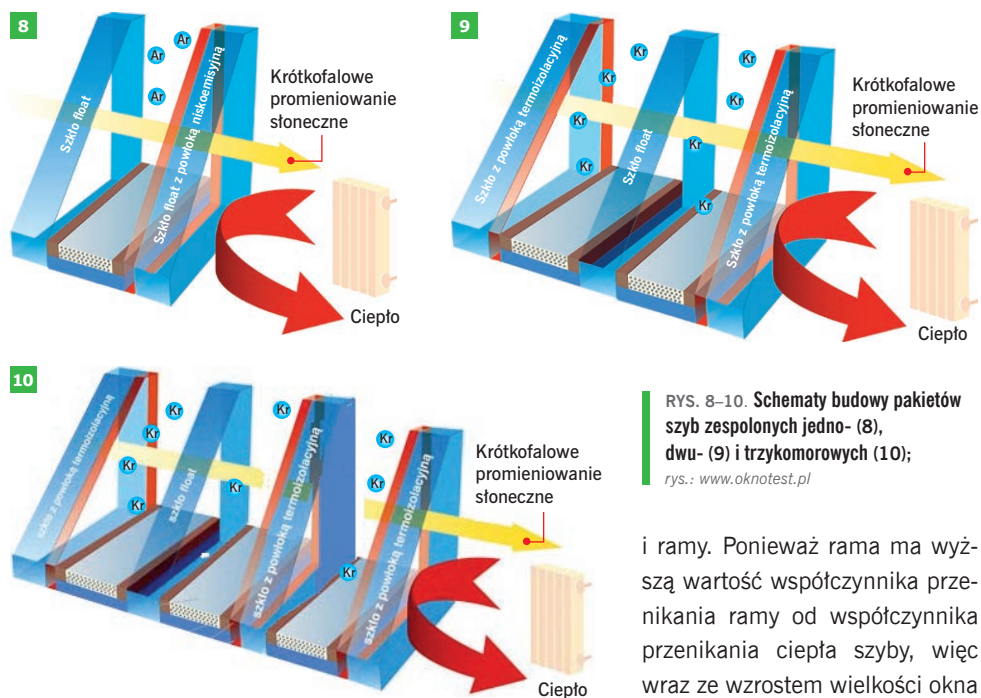 8
Ar
Ar
Ar
Szkło float
Szkło float z powłoką niskoemisyjną
Krótkofalowe
promieniowanie
słoneczne
Ciepło
9
Kr
Kr
Kr
Kr
Kr
Kr
Kr
Kr
Szkło z powłoką termoizolacyjną
Szkło float
Szkło z powłoką termoizolacyjną
Krótkofalowe
promieniowanie
słoneczne
Ciepło
10
Kr
Kr
Kr
Kr
Kr
Kr
Kr
Kr
Kr
szkło z powłoką termoizolacyjną
szkło float
szkło z powłoką termoizolacyjną
szkło z powłoką termoizolacyjną
Krótkofalowe
promieniowanie
słoneczne
Ciepło
RYS. 8–10. Schematy budowy pakietów
szyb zespolonych jedno- (8),
dwu- (9) i trzykomorowych (10);
rys.: www.oknotest.pl
i ramy. Ponieważ rama ma wyż-
szą wartość współczynnika prze-
nikania ramy od współczynnika
przenikania ciepła szyby, więc
wraz ze wzrostem wielkości okna